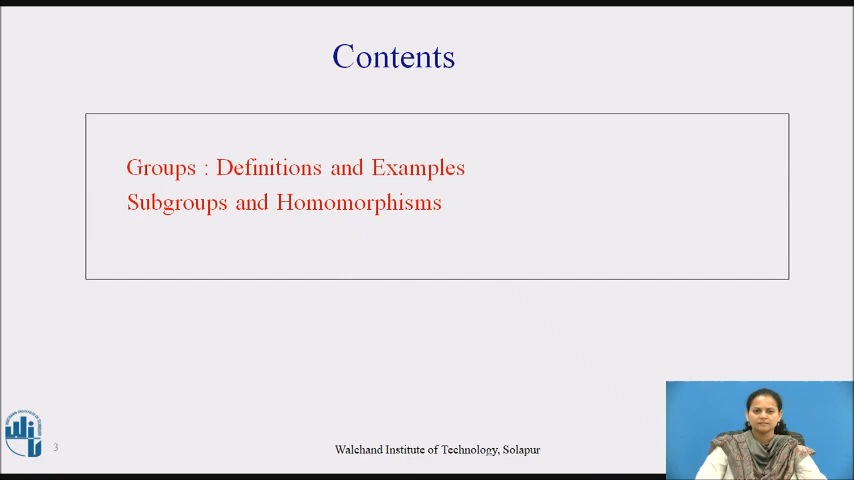 Contents
Groups : Definitions and Examples
Subgroups and Homomorphisms
3
Walchand Institute of Technology, Solapur